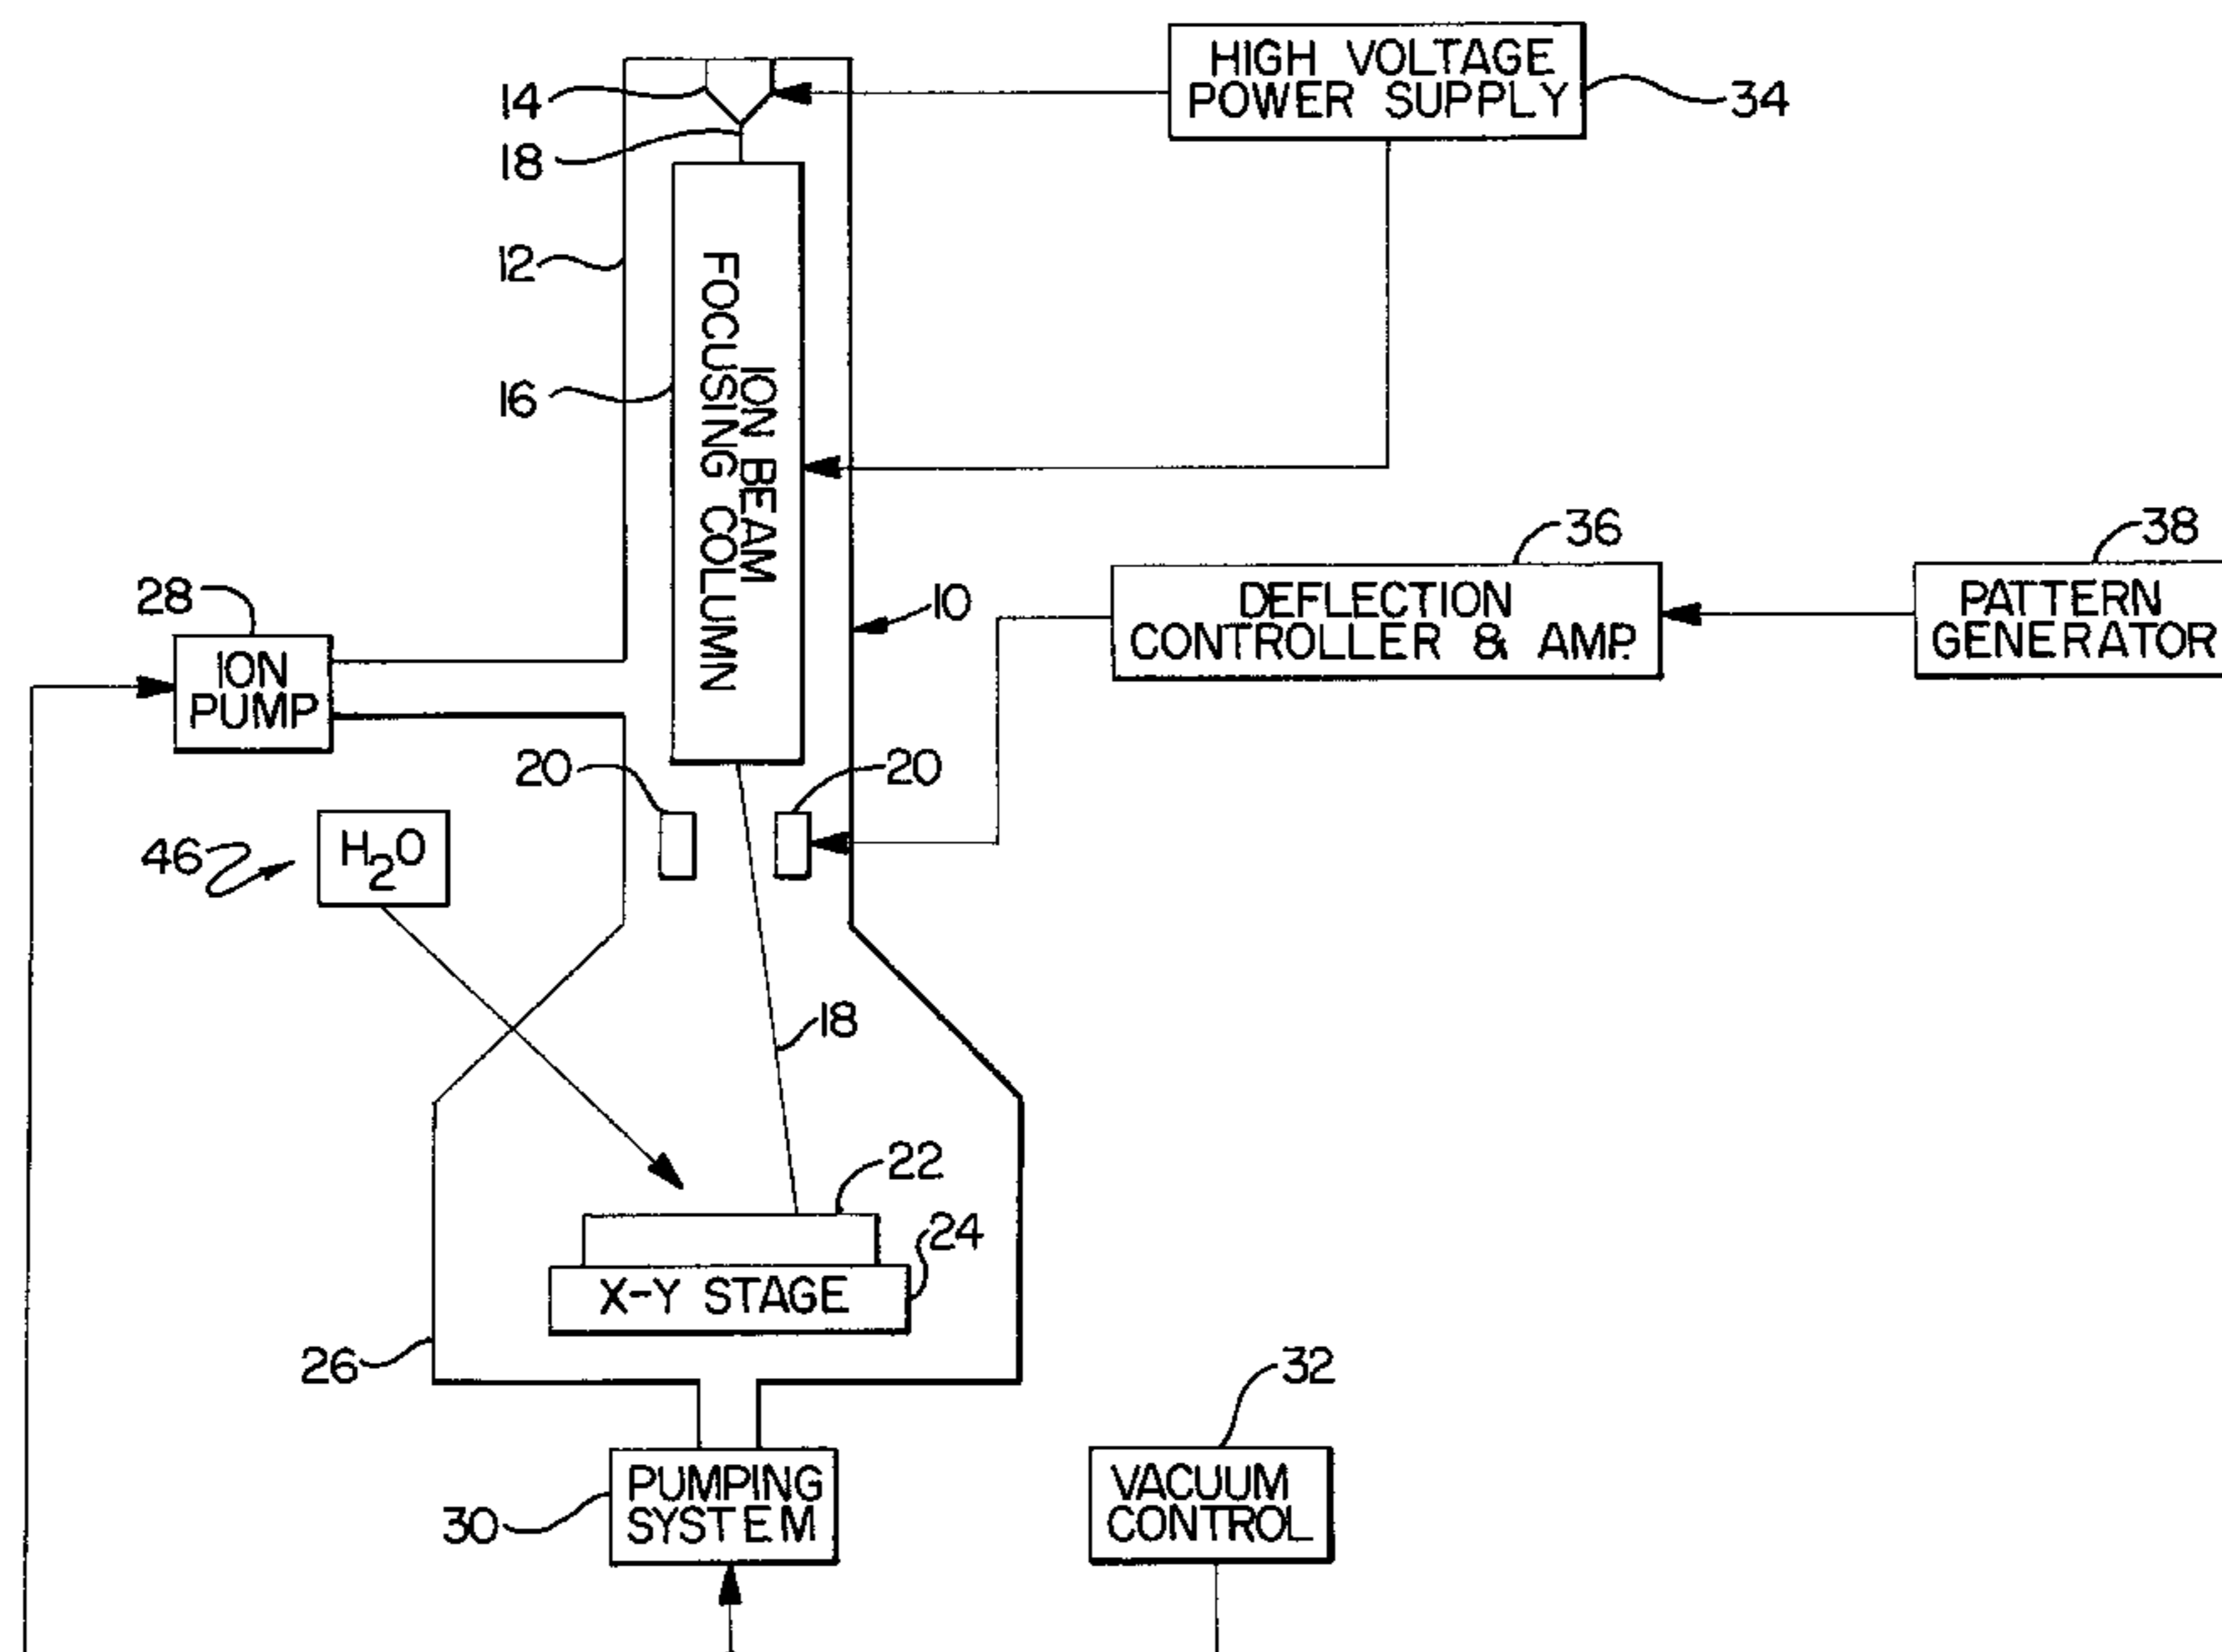 HIGH VOLTAGE
POWER SUPPLY
34
14
18
12
16
ION BEAM
FOCUSING COLUMN
10
36
DEFLECTION
CONTROLLER & AMP.
38
PATTERN
GENERATOR
28
ION
PUMP
20
20
46
H2O
18
22
24
X-Y STAGE
26
32
30
PUMPING
SYSTEM
VACUUM
CONTROL